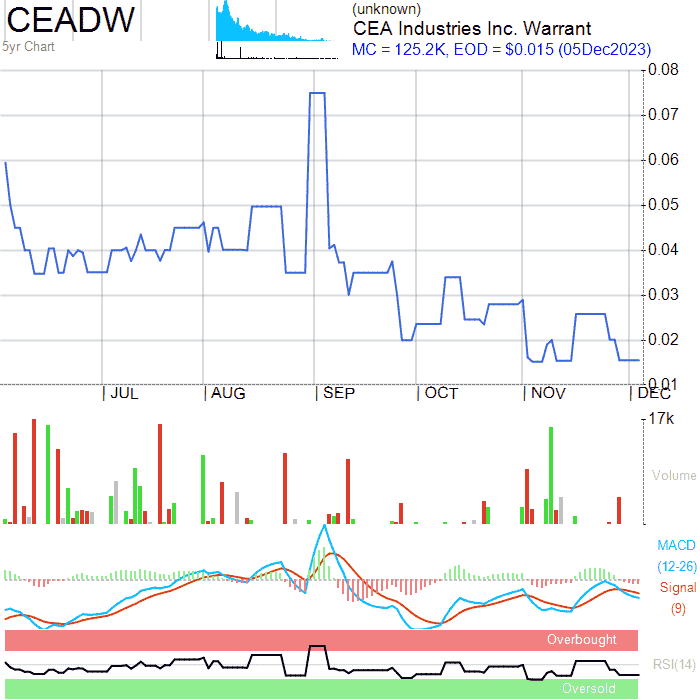 CEADW
5yr Chart
(unknown)
CEA Industries Inc. Warrant
MC = 125.2K, EOD = $0.015 (05Dec2023)
0.08
0.07
0.06
0.05
0.04
0.03
0.02
0.01
JUL
AUG
SEP
OCT
NOV
DEC
17k
Volume
MACD
(12-26)
Signal
(9)
Overbought
RSI(14)
Oversold